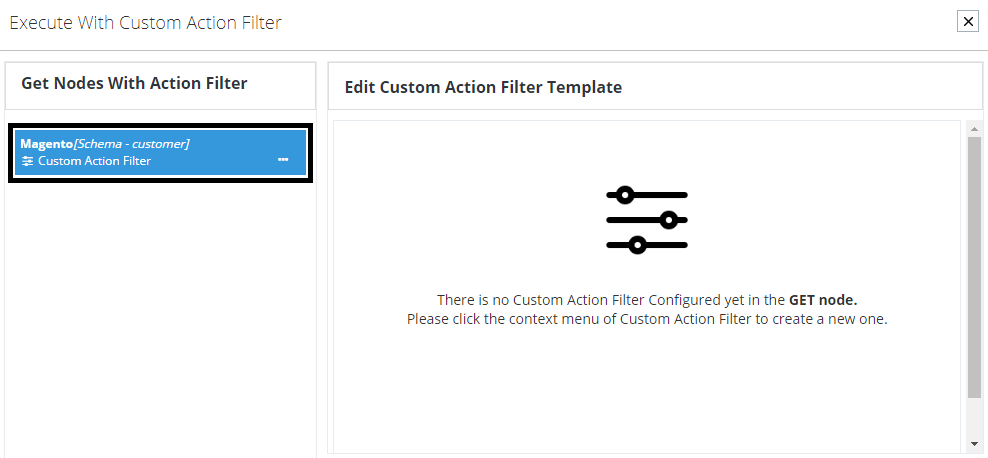 Execute With Custom Action Filter
Get Nodes With Action Filter
Magento[Schema - customer]
Custom Action Filter
Edit Custom Action Filter Template
There is no Custom Action Filter Configured yet in the GET node.
Please click the context menu of Custom Action Filter to create a new one.